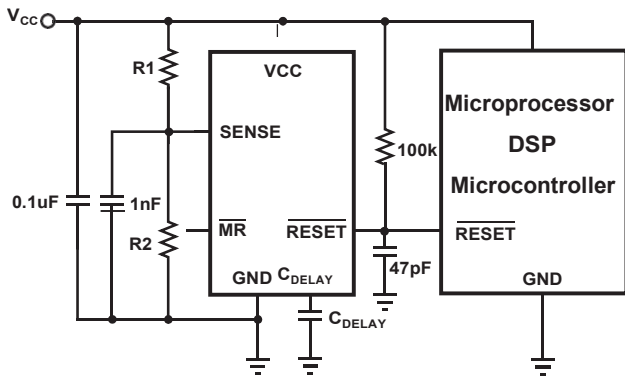 VCC
R1
VCC
SENSE
0.1uF
1nF
R2
MR
RESET
GND
CDELAY
CDELAY
100k
47pF
Microprocessor
DSP
Microcontroller
RESET
GND